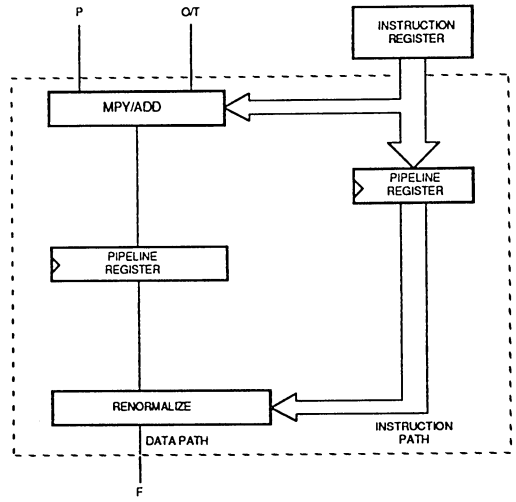 P
O/T
INSTRUCTION
REGISTER
MPY/ADD
PIPELINE
REGISTER
PIPELINE
REGISTER
RENORMALIZE
DATA PATH
INSTRUCTION
PATH
F